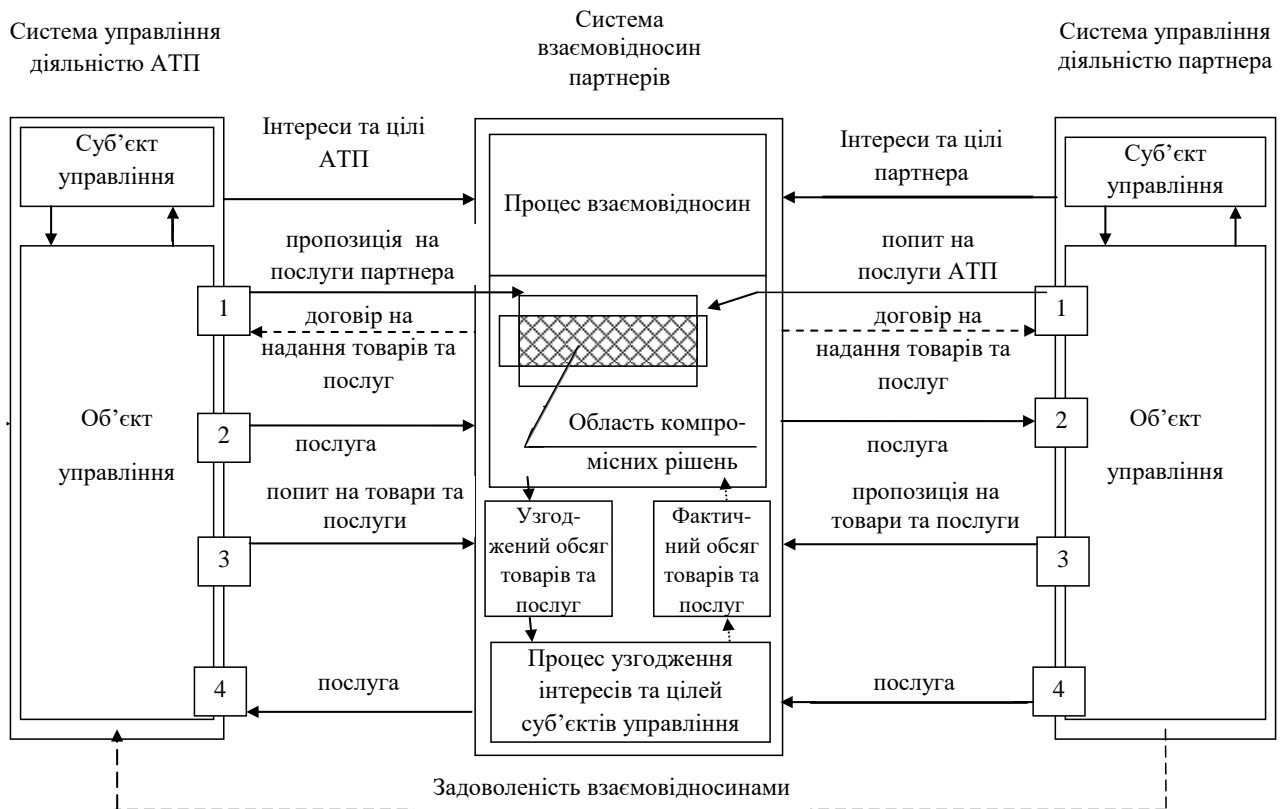 Система управління
діяльністю АТП
Система
взаємовідносин
партнерів
Система управління
діяльністю партнера
Суб’єкт
управління
Інтереси та цілі
АТП
Процес взаємовідносин
Інтереси та цілі
партнера
Суб’єкт
управління
пропозиція на
послуги партнера
попит на
послуги АТП
1
договір на
надання товарів та
послуг
договір на
надання товарів та
послуг
1
Об’єкт
управління
2
послуга
Область компро-
місних рішень
послуга
2
Об’єкт
управління
попит на товари та
послуги
3
Узгод-
жений обсяг
товарів та
послуг
Фактич-
ний обсяг
товарів та
послуг
пропозиція на
товари та послуги
3
4
послуга
Процес узгодження
інтересів та цілей
суб’єктів управління
послуга
4
Задоволеність взаємовідносинами